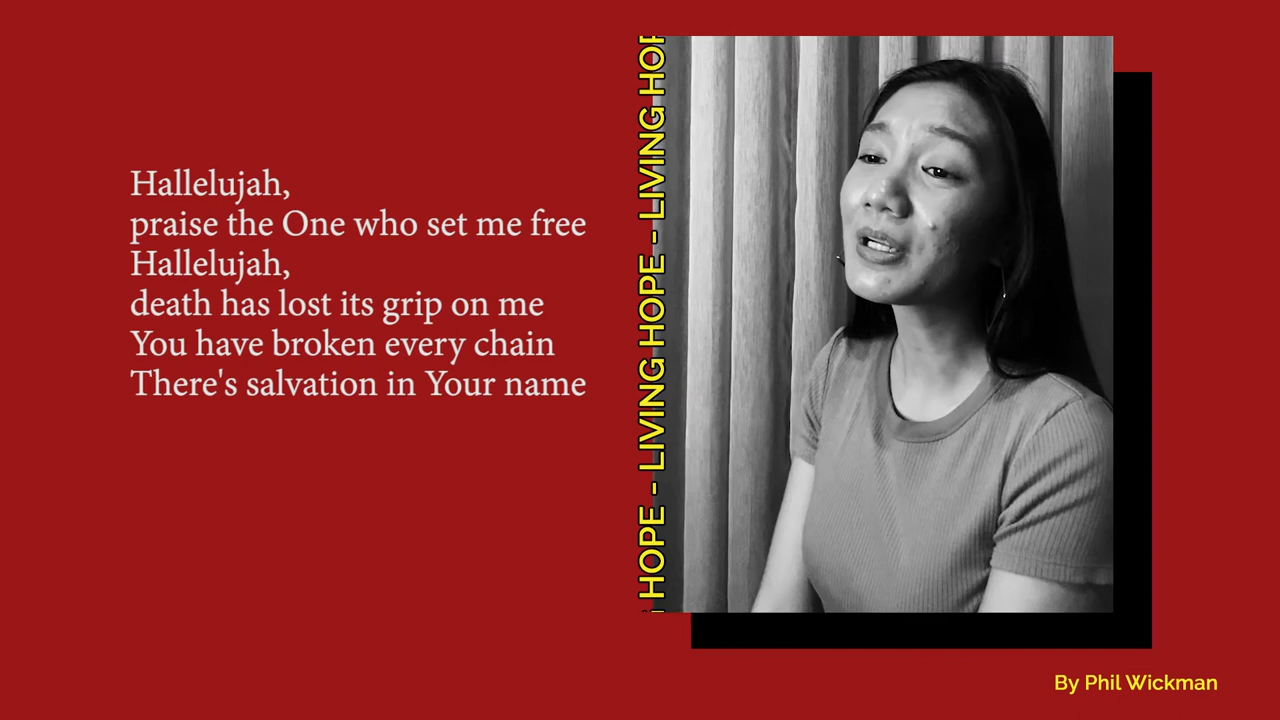 Hallelujah,
praise the One who set me free
Hallelujah,
death has lost its grip on me
You have broken every chain
There's salvation in Your name
HOPE - LIVING HOPE - LIVING HOP
By Phil Wickman